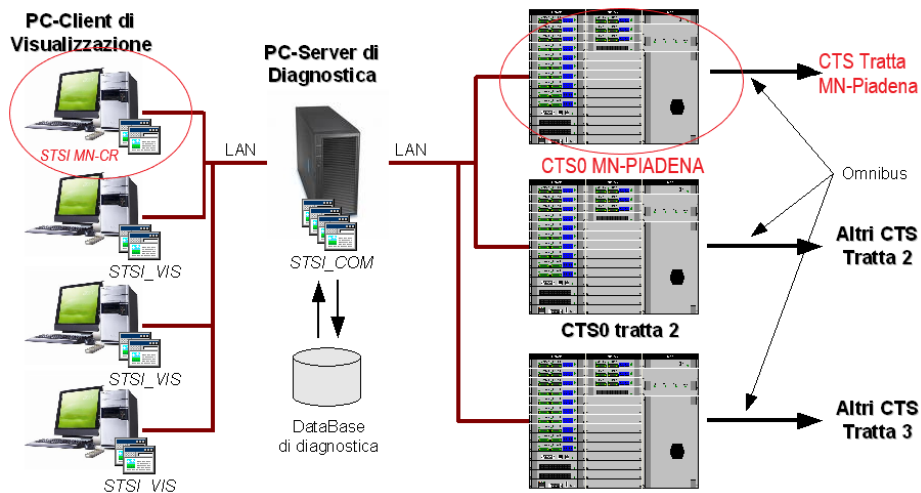 PC-Client di
Visualizzazione
STSI MN-CR
STSI_VIS
STSI_VIS
STSI_VIS
LAN
PC-Server di
Diagnostica
STSI_COM
DataBase
di diagnostica
LAN
CTS0 MN-PIADENA
CTS0 tratta 2
CTS Tratta
MN-Piadena
Omnibus
Altri CTS
Tratta 2
Altri CTS
Tratta 3